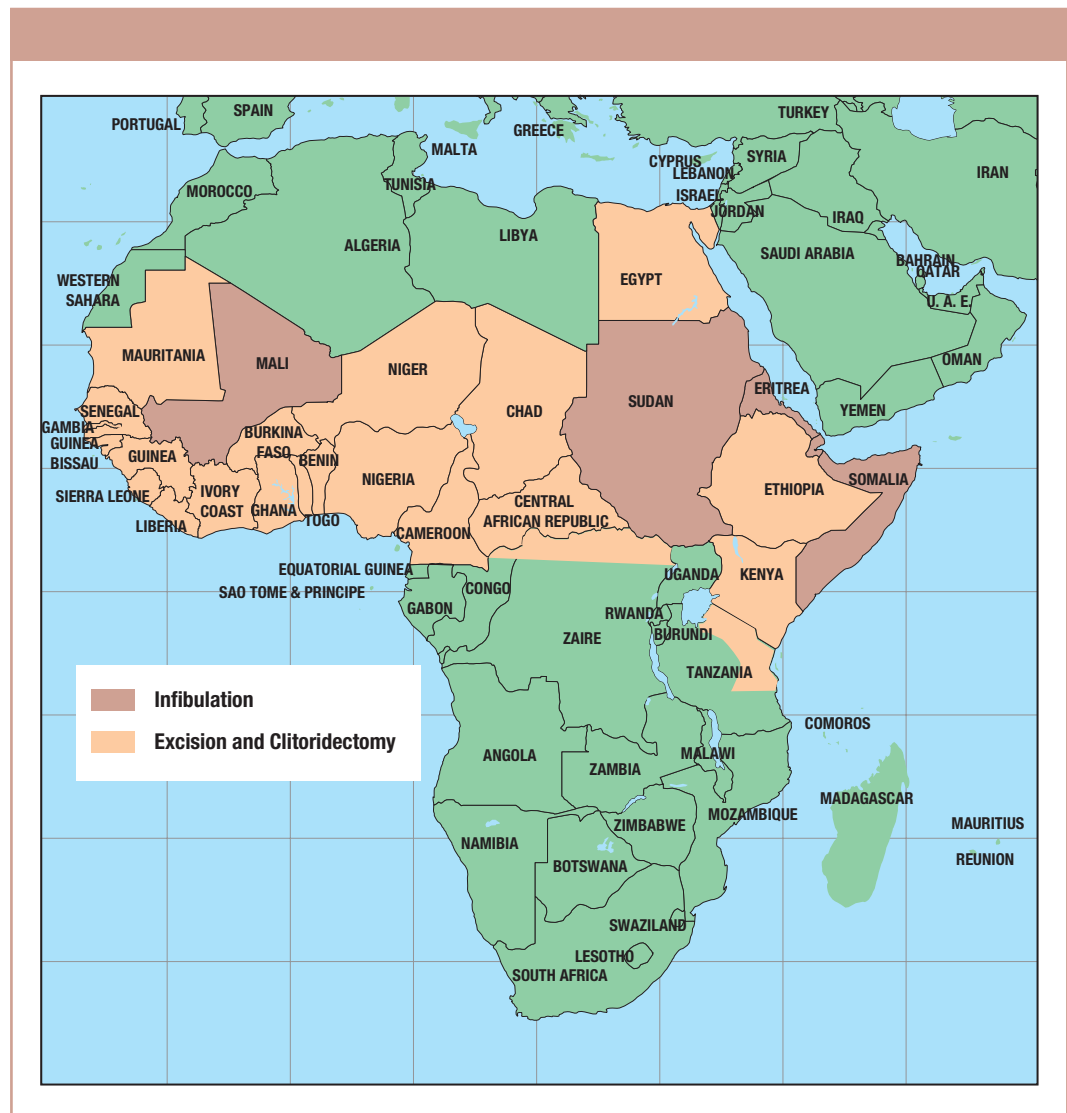 SPAIN
PORTUGAL
TURKEY
GREECE
MALTA
CYPRUS
SYRIA
LEBANON
IRAN
TUNISIA
MOROCCO
ISRAEL
JORDAN
IRAQ
ALGERIA
LIBYA
SAUDI ARABIA
BAHRAIN
QATAR
WESTERN
SAHARA
EGYPT
U. A. E.
MAURITANIA
MALI
NIGER
OMAN
CHAD
SUDAN
ERITREA
YEMEN
SENEGAL
GAMBIA
GUINEA
BISSAU
GUINEA
BURKINA
FASO
BENIN
NIGERIA
SOMALIA
ETHIOPIA
SIERRA LEONE
IVORY
COAST
GHANA
TOGO
LIBERIA
CENTRAL
AFRICAN REPUBLIC
CAMEROON
EQUATORIAL GUINEA
SAO TOME & PRINCIPE
CONGO
GABON
UGANDA
KENYA
RWANDA
BURUNDI
ZAIRE
TANZANIA
Infibulation
Excision and Clitoridectomy
COMOROS
ANGOLA
ZAMBIA
MALAWI
MADAGASCAR
MOZAMBIQUE
ZIMBABWE
MAURITIUS
NAMIBIA
REUNION
BOTSWANA
SWAZILAND
LESOTHO
SOUTH AFRICA